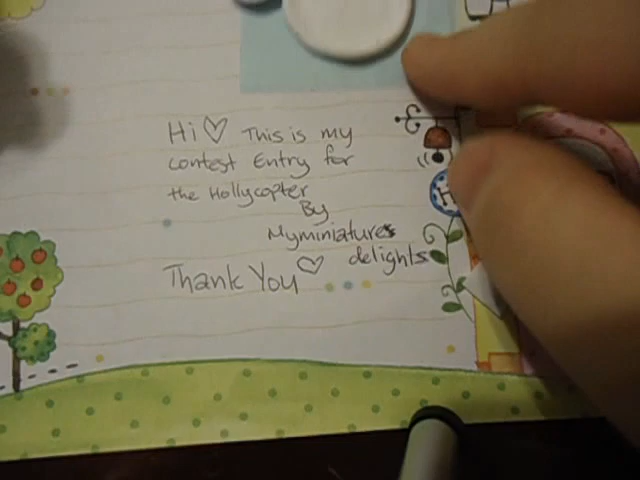 Hi♡ This is my
contest Entry for
the Hollycopter
By
Myminiatures
delights
Thank You♡
H